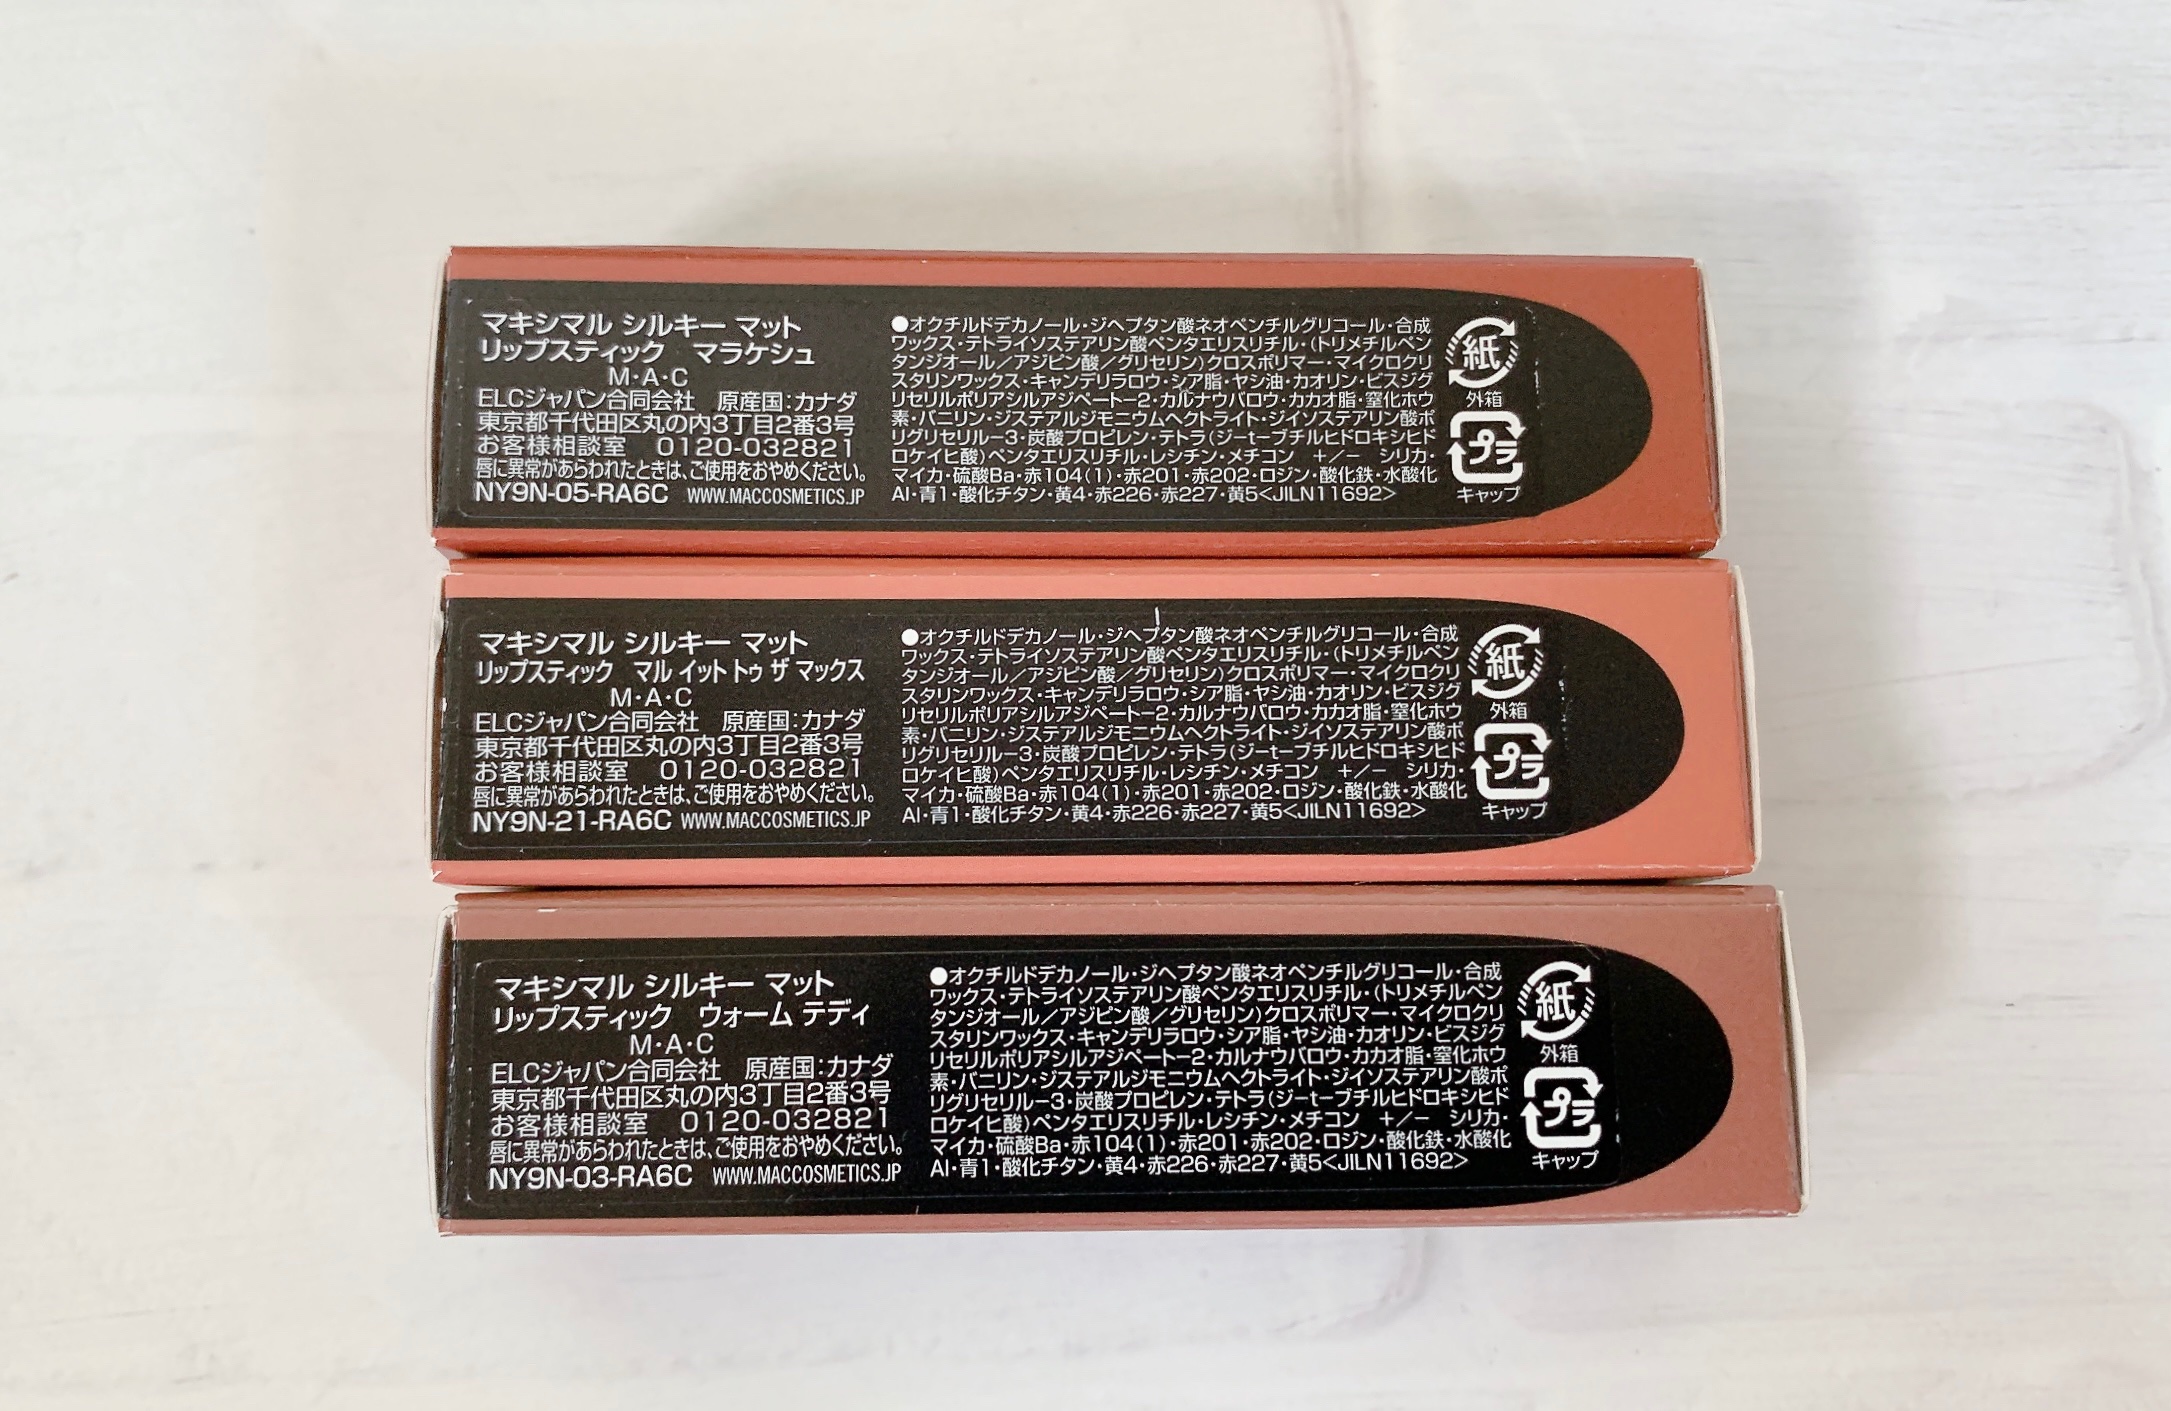 マキシマル シルキー マット
リップスティック マラケシュ
M・A・C
ELCジャパン合同会社 原産国：カナダ
東京都千代田区丸の内3丁目2番3号
お客様相談室 0120-032821
唇に異常があらわれたときは、ご使用をおやめください。
NY9N-05-RA6C WWW.MACCOSMETICS.JP
●オクチルドデカノール・ジヘプタン酸ネオペンチルグリコール・合成
ワックス・テトライソステアリン酸ペンタエリスリチル・(トリメチルペン
タンジオール／アジピン酸／グリセリン)クロスポリマー・マイクロクリ
スタリンワックス・キャンデリラロウ・シア脂・ヤシ油・カオリン・ビスジグ
リセリルポリアシルアジペート-2・カルナウバロウ・カカオ脂・窒化ホウ
素・バニリン・ジステアルジモニウムヘクトライト・ジイソステアリン酸ポ
リグリセリル-3・炭酸プロピレン・テトラ(ジ-t-ブチルヒドロキシヒド
ロケイヒ酸)ペンタエリスリチル・レシチン・メチコン +/- シリカ・
マイカ・硫酸Ba・赤104(1)・赤201・赤202・ロジン・酸化鉄・水酸化
Al・青1・酸化チタン・黄4・赤226・赤227・黄5<JILN11692>
紙
外箱
プラ
キャップ
マキシマル シルキー マット
リップスティック マル イット トゥ ザ マックス
M・A・C
ELCジャパン合同会社 原産国：カナダ
東京都千代田区丸の内3丁目2番3号
お客様相談室 0120-032821
唇に異常があらわれたときは、ご使用をおやめください。
NY9N-21-RA6C WWW.MACCOSMETICS.JP
●オクチルドデカノール・ジヘプタン酸ネオペンチルグリコール・合成
ワックス・テトライソステアリン酸ペンタエリスリチル・(トリメチルペン
タンジオール／アジピン酸／グリセリン)クロスポリマー・マイクロクリ
スタリンワックス・キャンデリラロウ・シア脂・ヤシ油・カオリン・ビスジグ
リセリルポリアシルアジペート-2・カルナウバロウ・カカオ脂・窒化ホウ
素・バニリン・ジステアルジモニウムヘクトライト・ジイソステアリン酸ポ
リグリセリル-3・炭酸プロピレン・テトラ(ジ-t-ブチルヒドロキシヒド
ロケイヒ酸)ペンタエリスリチル・レシチン・メチコン +/- シリカ・
マイカ・硫酸Ba・赤104(1)・赤201・赤202・ロジン・酸化鉄・水酸化
Al・青1・酸化チタン・黄4・赤226・赤227・黄5<JILN11692>
紙
外箱
プラ
キャップ
マキシマル シルキー マット
リップスティック ウォーム テディ
M・A・C
ELCジャパン合同会社 原産国：カナダ
東京都千代田区丸の内3丁目2番3号
お客様相談室 0120-032821
唇に異常があらわれたときは、ご使用をおやめください。
NY9N-03-RA6C WWW.MACCOSMETICS.JP
●オクチルドデカノール・ジヘプタン酸ネオペンチルグリコール・合成
ワックス・テトライソステアリン酸ペンタエリスリチル・(トリメチルペン
タンジオール／アジピン酸／グリセリン)クロスポリマー・マイクロクリ
スタリンワックス・キャンデリラロウ・シア脂・ヤシ油・カオリン・ビスジグ
リセリルポリアシルアジペート-2・カルナウバロウ・カカオ脂・窒化ホウ
素・バニリン・ジステアルジモニウムヘクトライト・ジイソステアリン酸ポ
リグリセリル-3・炭酸プロピレン・テトラ(ジ-t-ブチルヒドロキシヒド
ロケイヒ酸)ペンタエリスリチル・レシチン・メチコン +/- シリカ・
マイカ・硫酸Ba・赤104(1)・赤201・赤202・ロジン・酸化鉄・水酸化
Al・青1・酸化チタン・黄4・赤226・赤227・黄5<JILN11692>
紙
外箱
プラ
キャップ